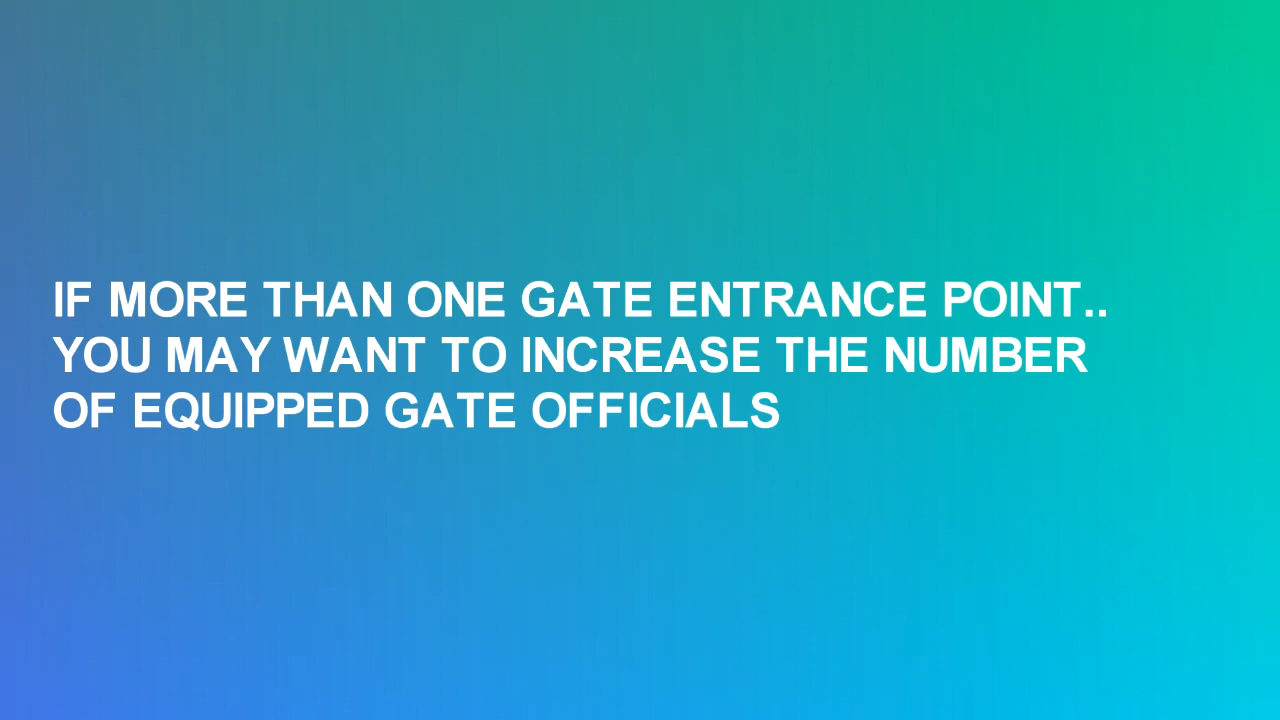 IF MORE THAN ONE GATE ENTRANCE POINT..
YOU MAY WANT TO INCREASE THE NUMBER
OF EQUIPPED GATE OFFICIALS